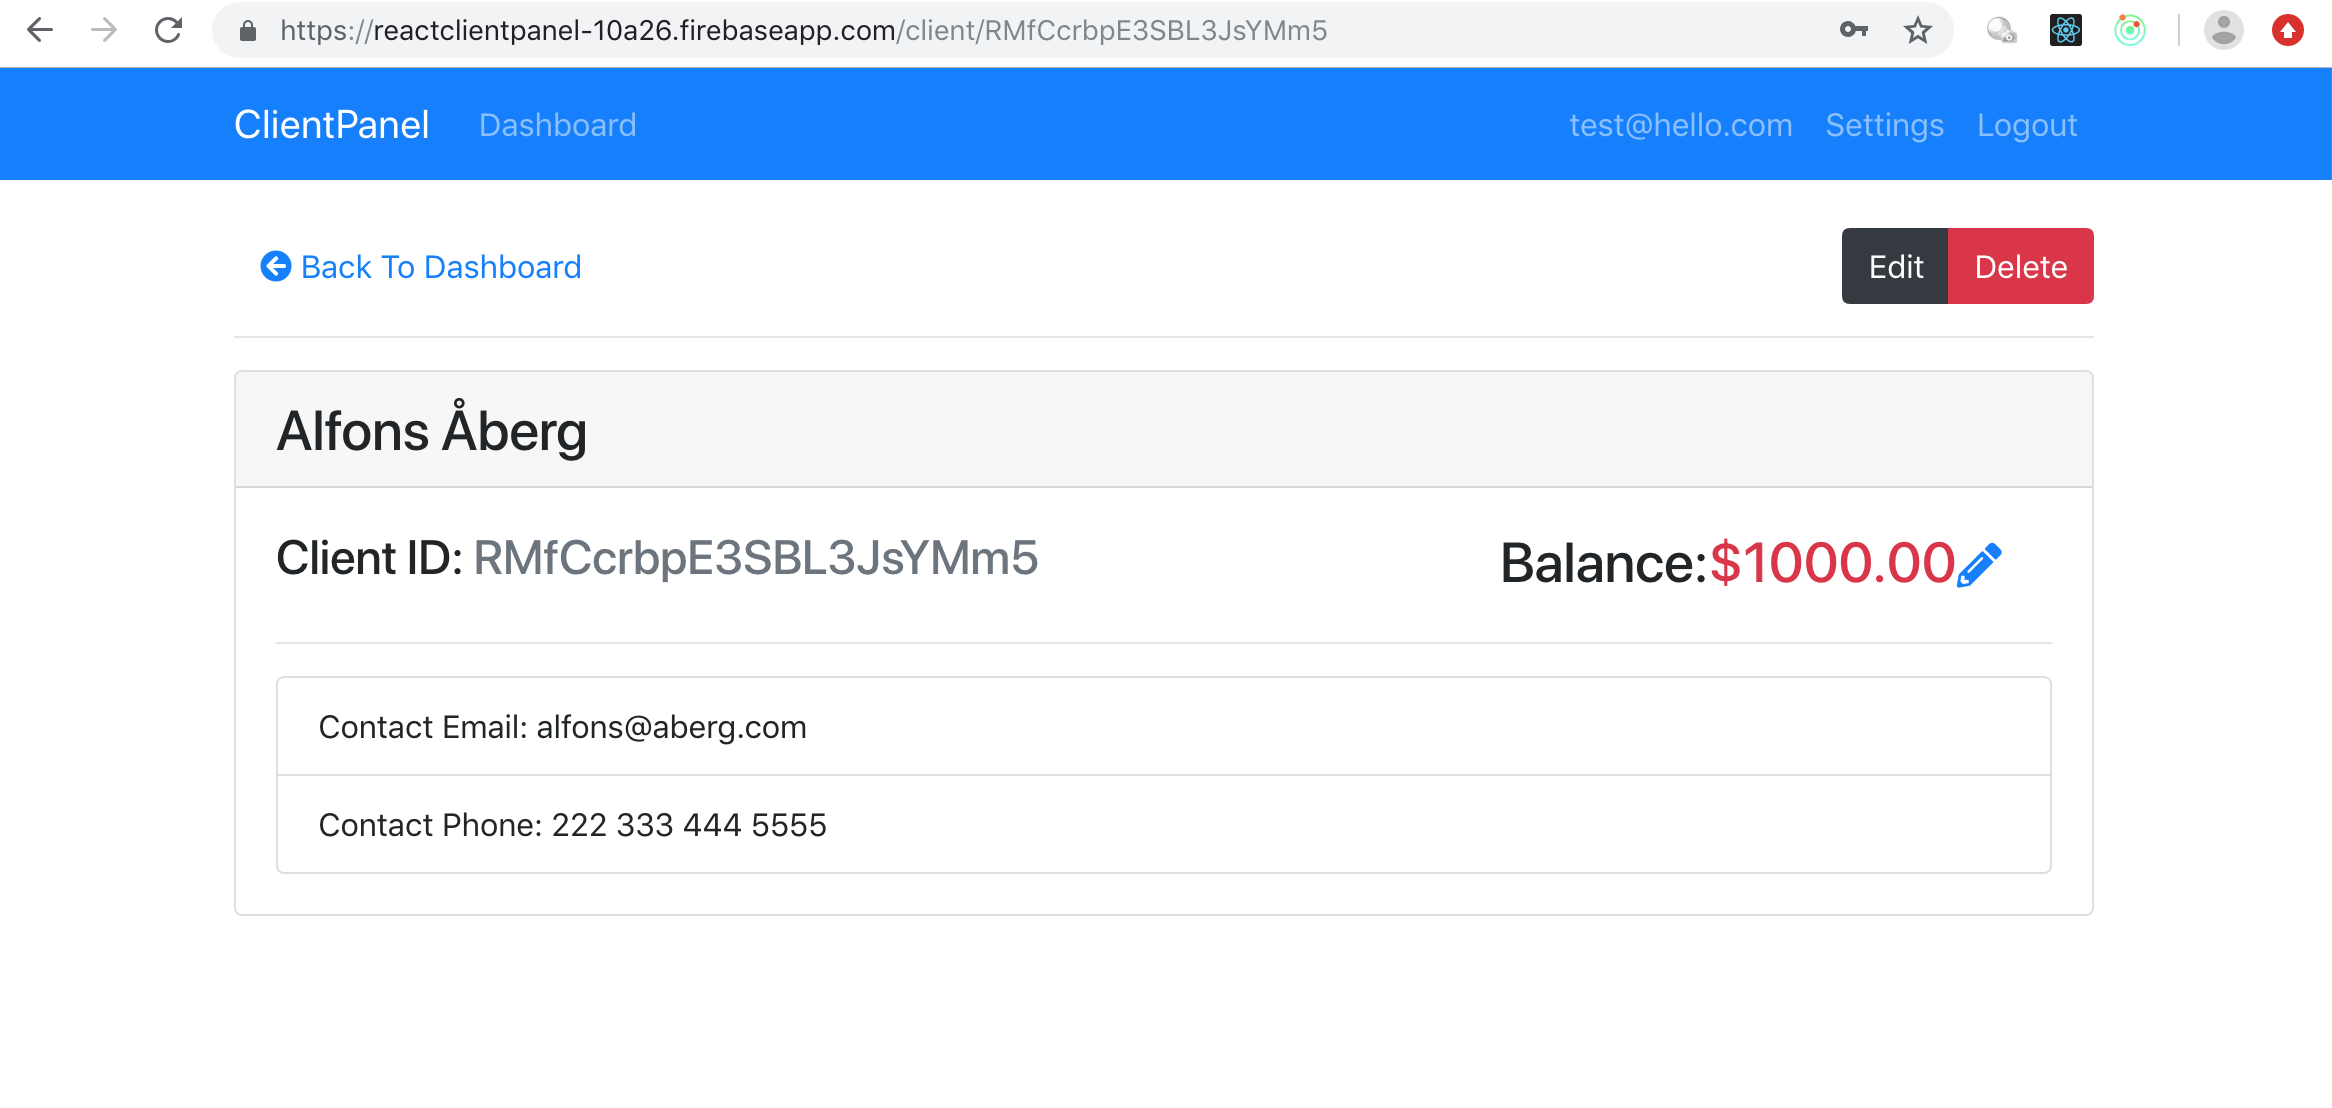 https://reactclientpanel-10a26.firebaseapp.com/client/RMfCcrbpE3SBL3JsYMm5
ClientPanel Dashboard test@hello.com Settings Logout
Back To Dashboard Edit Delete
Alfons Åberg
Client ID: RMfCcrbpE3SBL3JsYMm5 Balance:$1000.00
Contact Email: alfons@aberg.com
Contact Phone: 222 333 444 5555